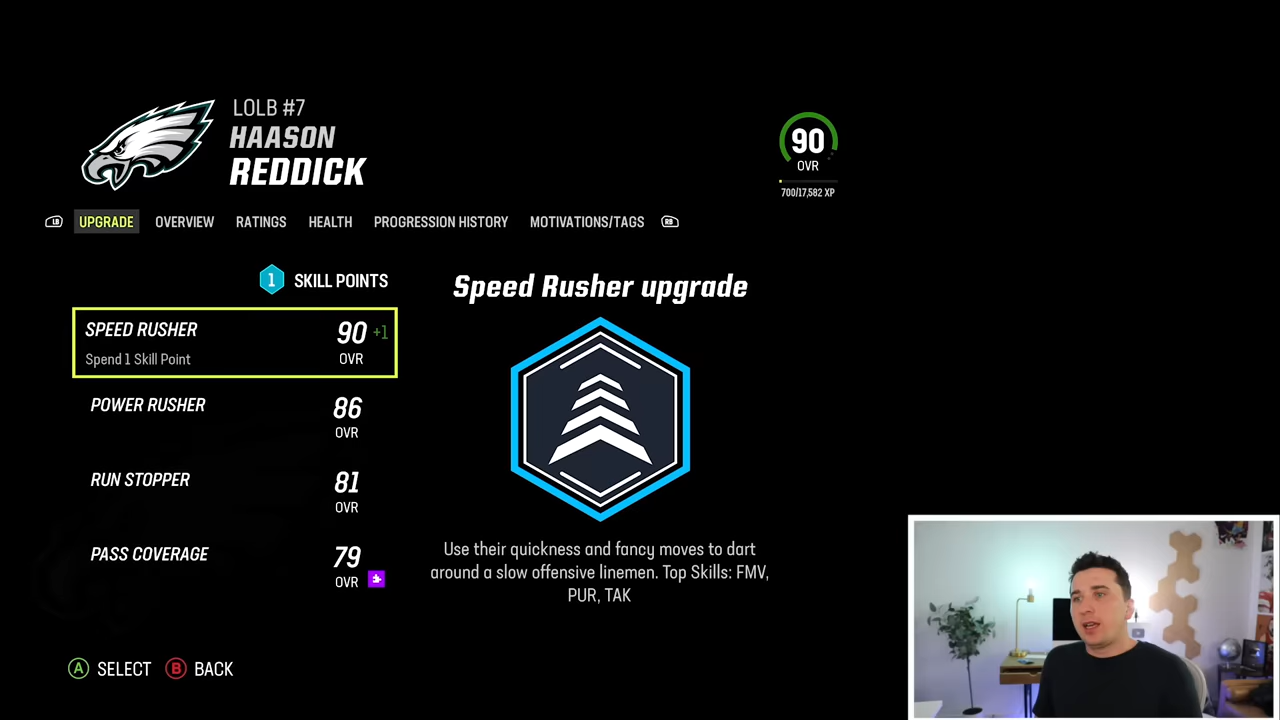 LOLB #7
HAASON
REDDICK
90
OVR
700/17,582 XP
LB
UPGRADE
OVERVIEW
RATINGS
HEALTH
PROGRESSION HISTORY
MOTIVATIONS/TAGS
RB
1 SKILL POINTS
SPEED RUSHER
90 +1
Spend 1 Skill Point
OVR
POWER RUSHER
86
OVR
RUN STOPPER
81
OVR
PASS COVERAGE
79
OVR
Speed Rusher upgrade
Use their quickness and fancy moves to dart
around a slow offensive linemen. Top Skills: FMV,
PUR, TAK
A SELECT
B BACK